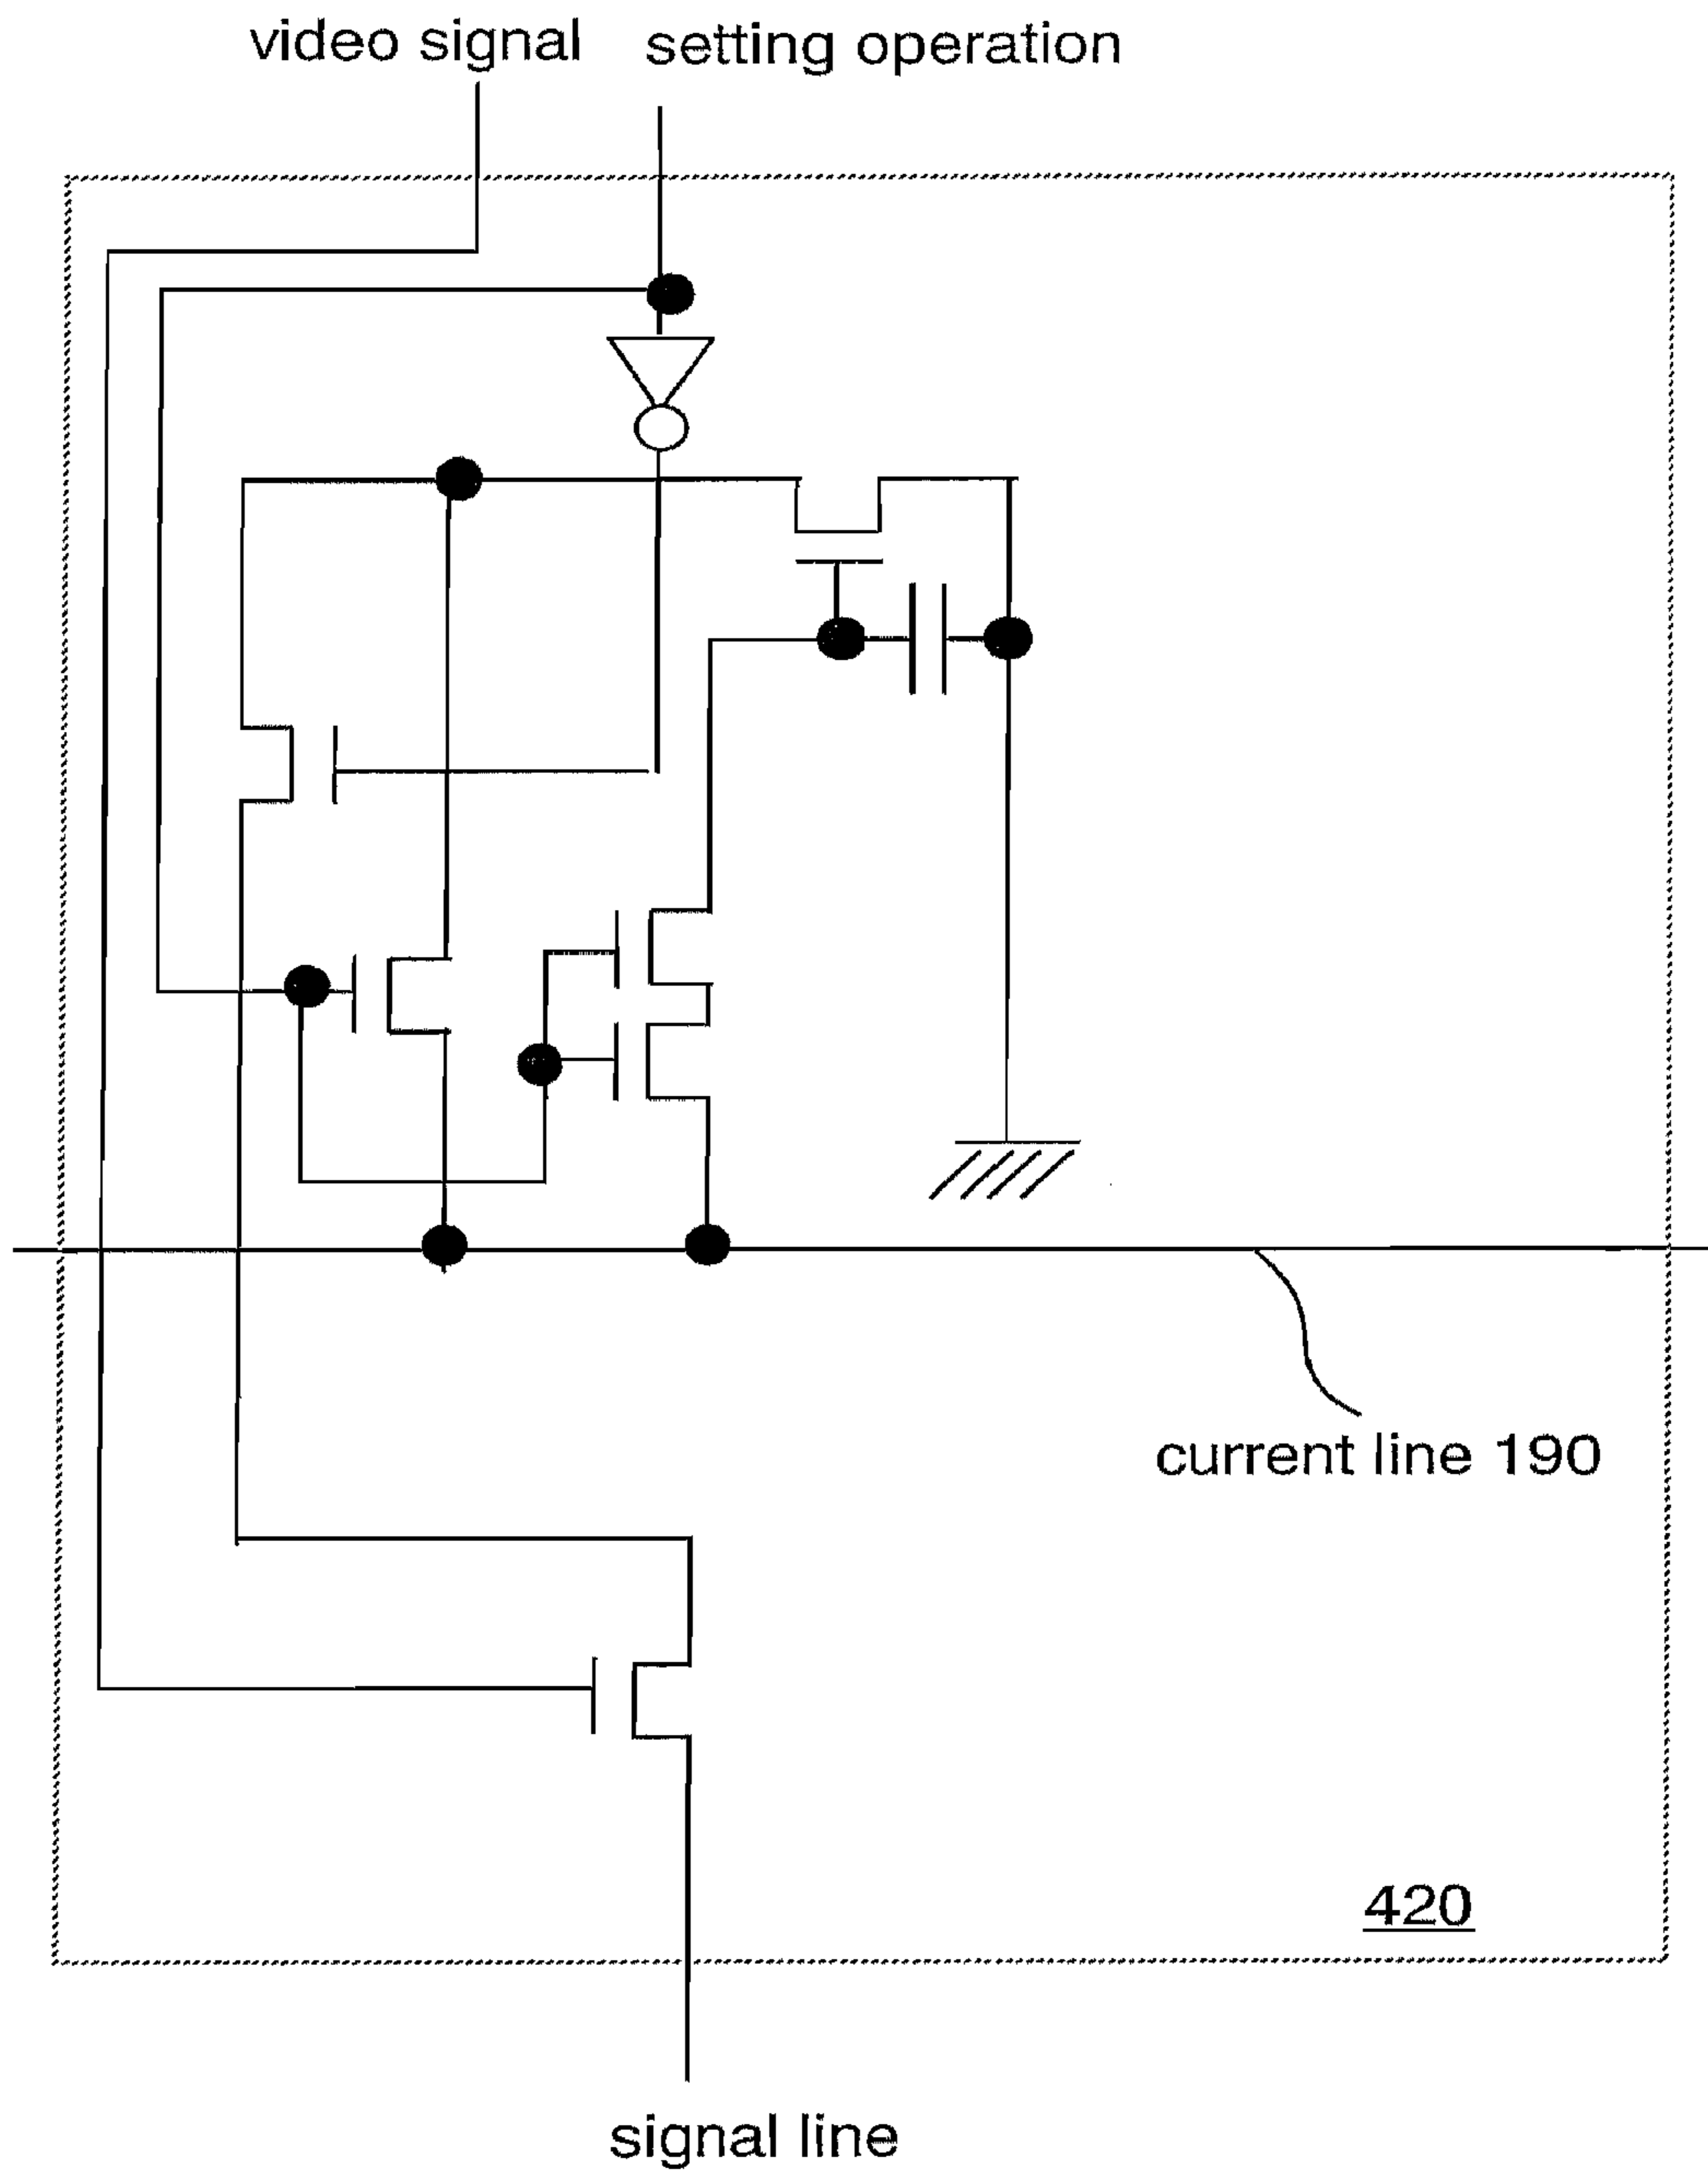 video signal
setting operation
current line 190
420
signal line